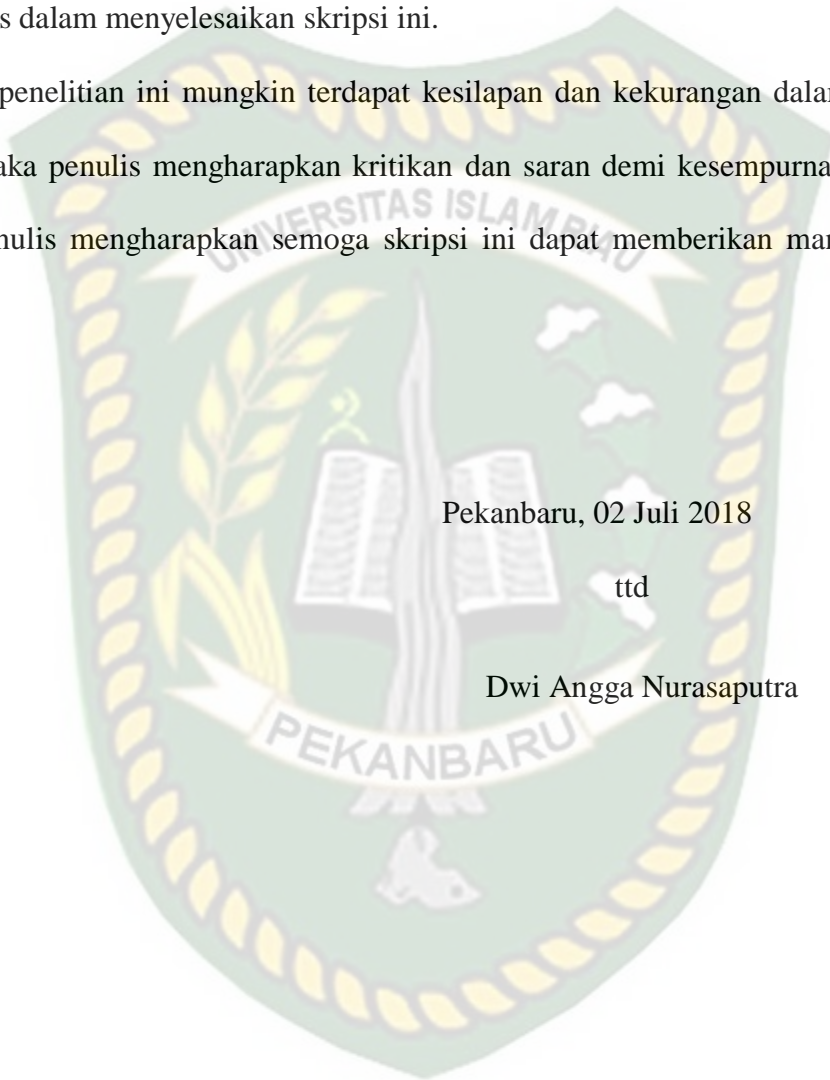 s dalam menyelesaikan skripsi ini.
penelitian ini mungkin terdapat kesilapan dan kekurangan dalam
aka penulis mengharapkan kritikan dan saran demi kesempurna
UNIVERSITAS ISLAM RIAU
nulis mengharapkan semoga skripsi ini dapat memberikan man
Pekanbaru, 02 Juli 2018
ttd
Dwi Angga Nurasaputra
PEKANBARU